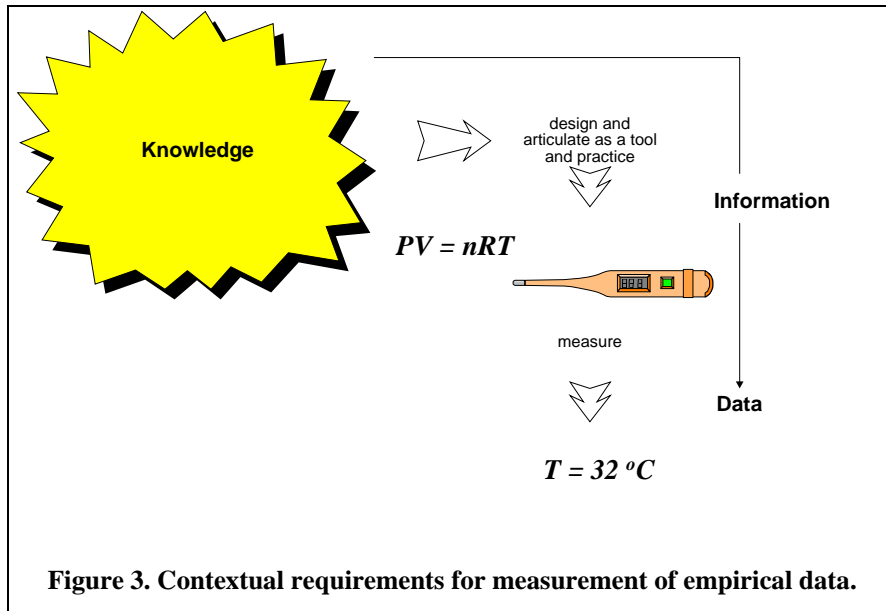 Knowledge
design and
articulate as a tool
and practice
Information
PV = nRT
measure
Data
T = 32 °C
Figure 3. Contextual requirements for measurement of empirical data.